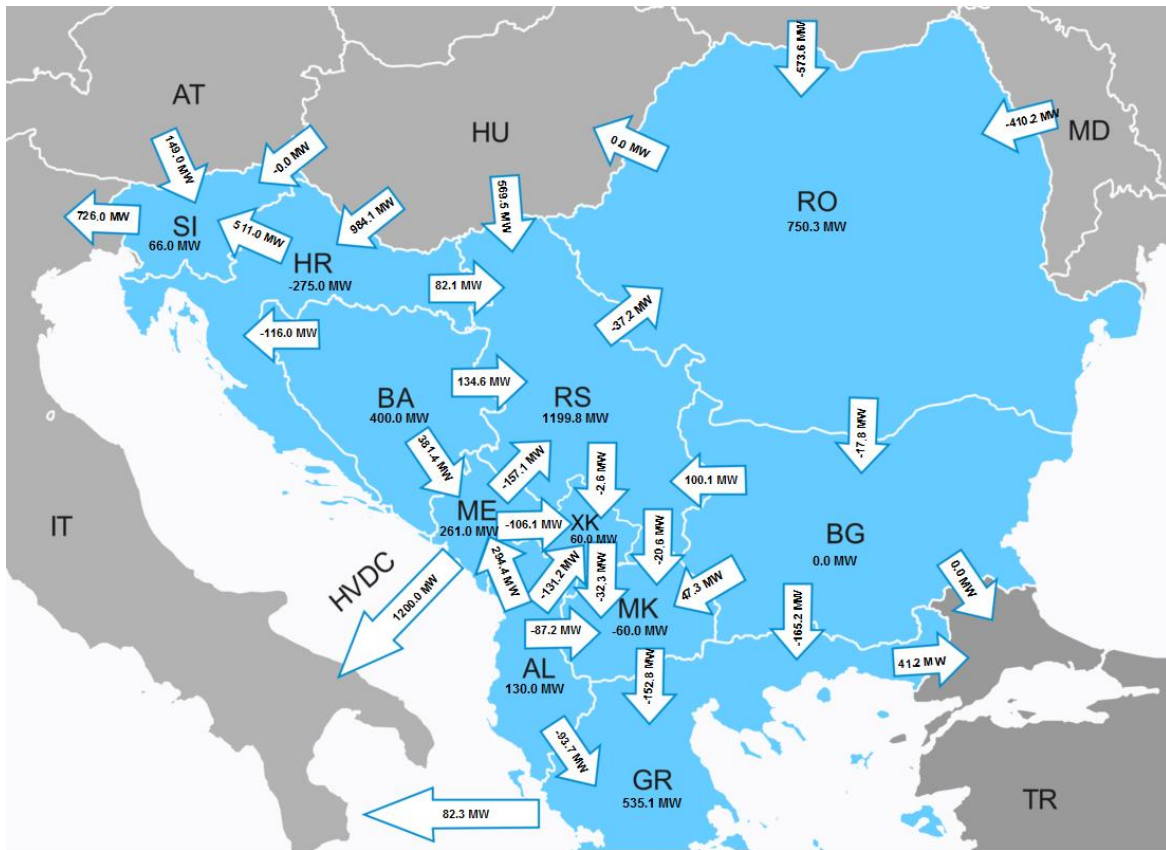 -573.6 MW
AT
HU
0.0 MW
-410.2 MW
MD
149.0 MW
-0.0 MW
726.0 MW
SI
66.0 MW
511.0 MW
984.1 MW
569.5 MW
RO
750.3 MW
HR
-275.0 MW
82.1 MW
-116.0 MW
-37.2 MW
BA
400.0 MW
134.6 MW
RS
1199.8 MW
-17.8 MW
381.4 MW
-157.1 MW
-2.6 MW
100.1 MW
IT
ME
261.0 MW
-106.1 MW
XK
60.0 MW
-20.6 MW
BG
0.0 MW
HVDC
1200.0 MW
294.4 MW
-131.2 MW
-32.3 MW
47.3 MW
0.0 MW
MK
-60.0 MW
-87.2 MW
-165.2 MW
AL
130.0 MW
-152.8 MW
41.2 MW
-93.7 MW
GR
535.1 MW
82.3 MW
TR